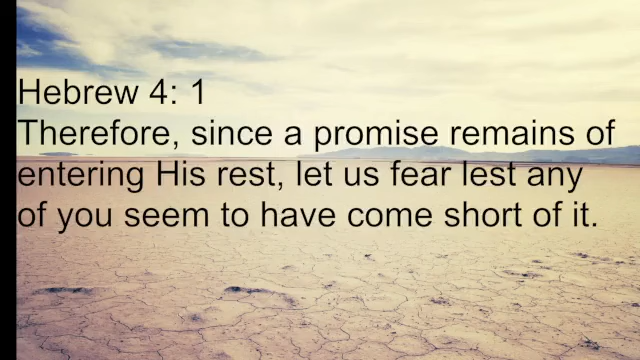 Hebrew 4: 1
Therefore, since a promise remains of
entering His rest, let us fear lest any
of you seem to have come short of it.